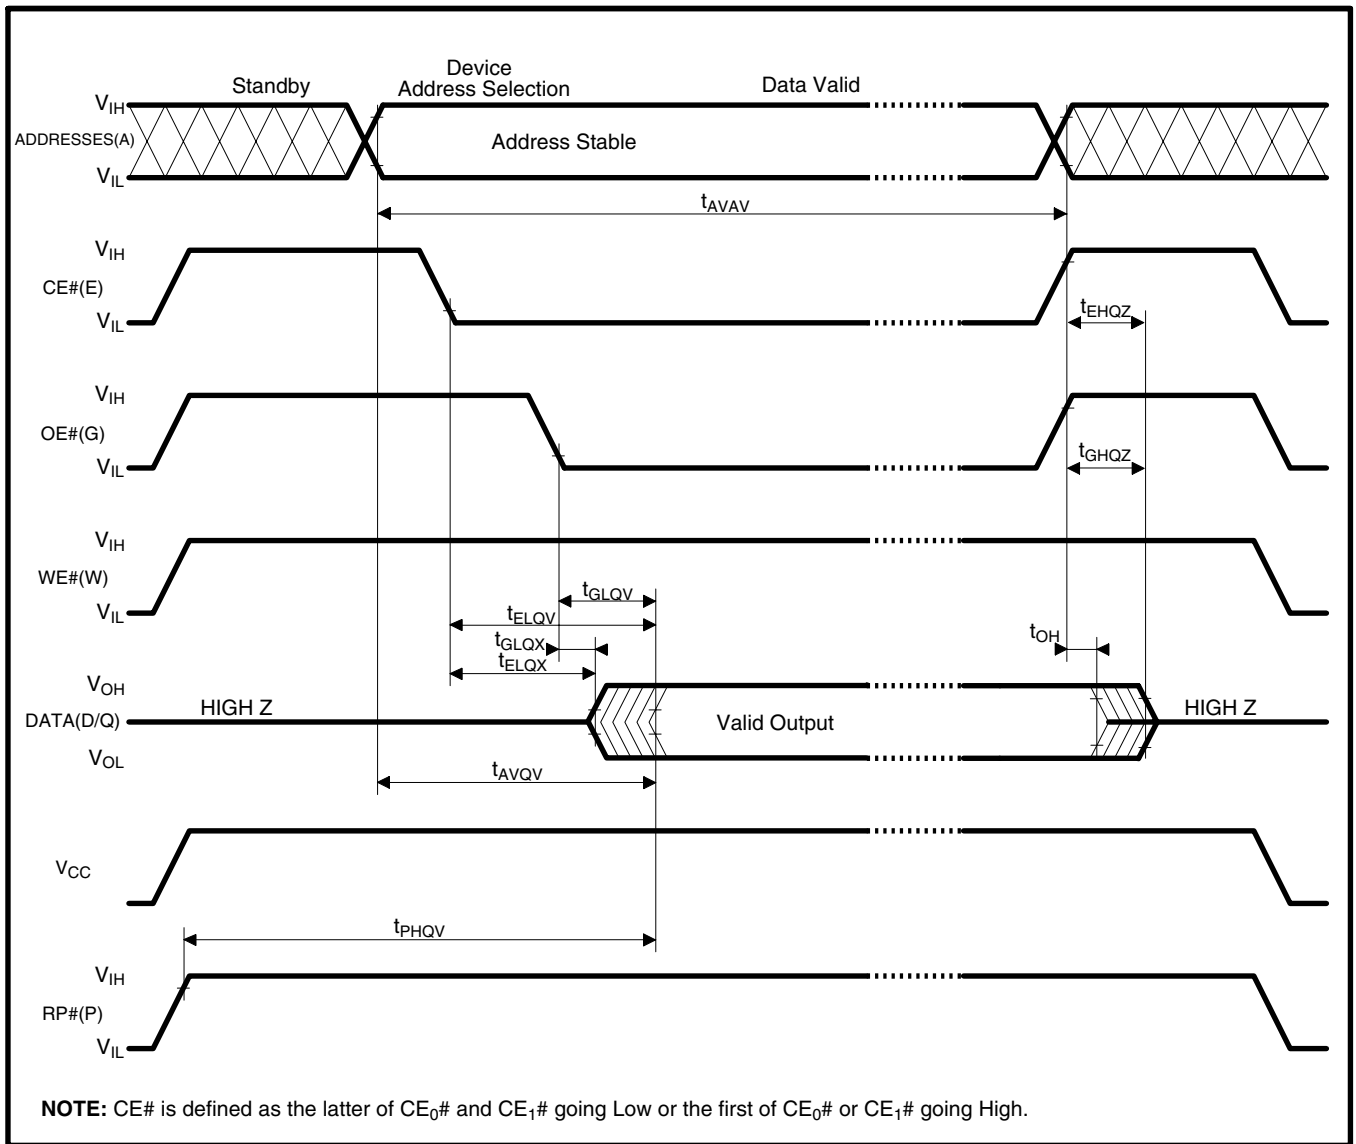 Standby
Device
Address Selection
Data Valid
VIH
ADDRESSES(A)
VIL
Address Stable
tAVAV
VIH
CE#(E)
VIL
tEHQZ
VIH
OE#(G)
VIL
tGHQZ
VIH
WE#(W)
VIL
tGLQV
tELQV
tGLQX
tELQX
tOH
VOH
DATA(D/Q)
VOL
HIGH Z
Valid Output
HIGH Z
tAVQV
VCC
tPHQV
VIH
RP#(P)
VIL
NOTE: CE# is defined as the latter of CE0# and CE1# going Low or the first of CE0# or CE1# going High.